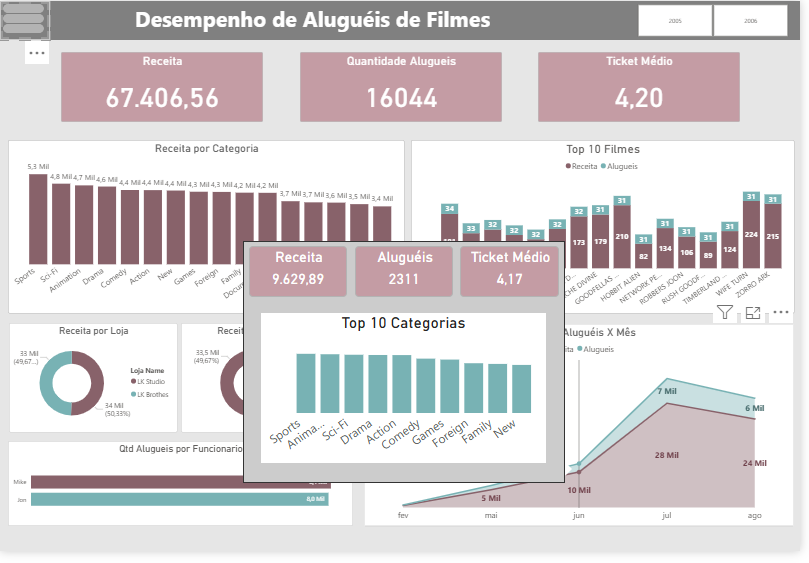 Desempenho de Aluguéis de Filmes
2005
2006
Receita
67.406,56
Quantidade Alugueis
16044
Ticket Médio
4,20
Receita por Categoria
5,3 Mil
4,8 Mil
4,7 Mil
4,6 Mil
4,4 Mil
4,4 Mil
4,4 Mil
4,3 Mil
4,3 Mil
4,2 Mil
4,2 Mil
3,7 Mil
3,7 Mil
3,6 Mil
3,5 Mil
3,4 Mil
Sports
Sci-Fi
Animation
Drama
Comedy
Action
New
Games
Foreign
Family
Top 10 Filmes
Receita Alugueis
34
33
32
32
32
32
31
31
31
31
31
31
31
31
173
179
210
82
134
106
89
124
224
215
GOODFELLAS ...
HOBBIT ALIEN
NETWORK PE...
ROBBERS JOON
RUSH GOODF...
TIMBERLAND ...
WIFE TURN
ZORRO ARK
Receita
9.629,89
Aluguéis
2311
Ticket Médio
4,17
Top 10 Categorias
Sports
Anima...
Sci-Fi
Drama
Action
Comedy
Games
Foreign
Family
New
Receita por Loja
33 Mil
(49,67...)
34 Mil
(50,33%)
Loja Name
LK Studio
LK Brothes
33,5 Mil
(49,67%)
Aluguéis X Mês
Alugueis
7 Mil
6 Mil
28 Mil
24 Mil
10 Mil
5 Mil
fev
mai
jun
jul
ago
Qtd Alugueis por Funcionario
Mike
Jon
8,0 Mil